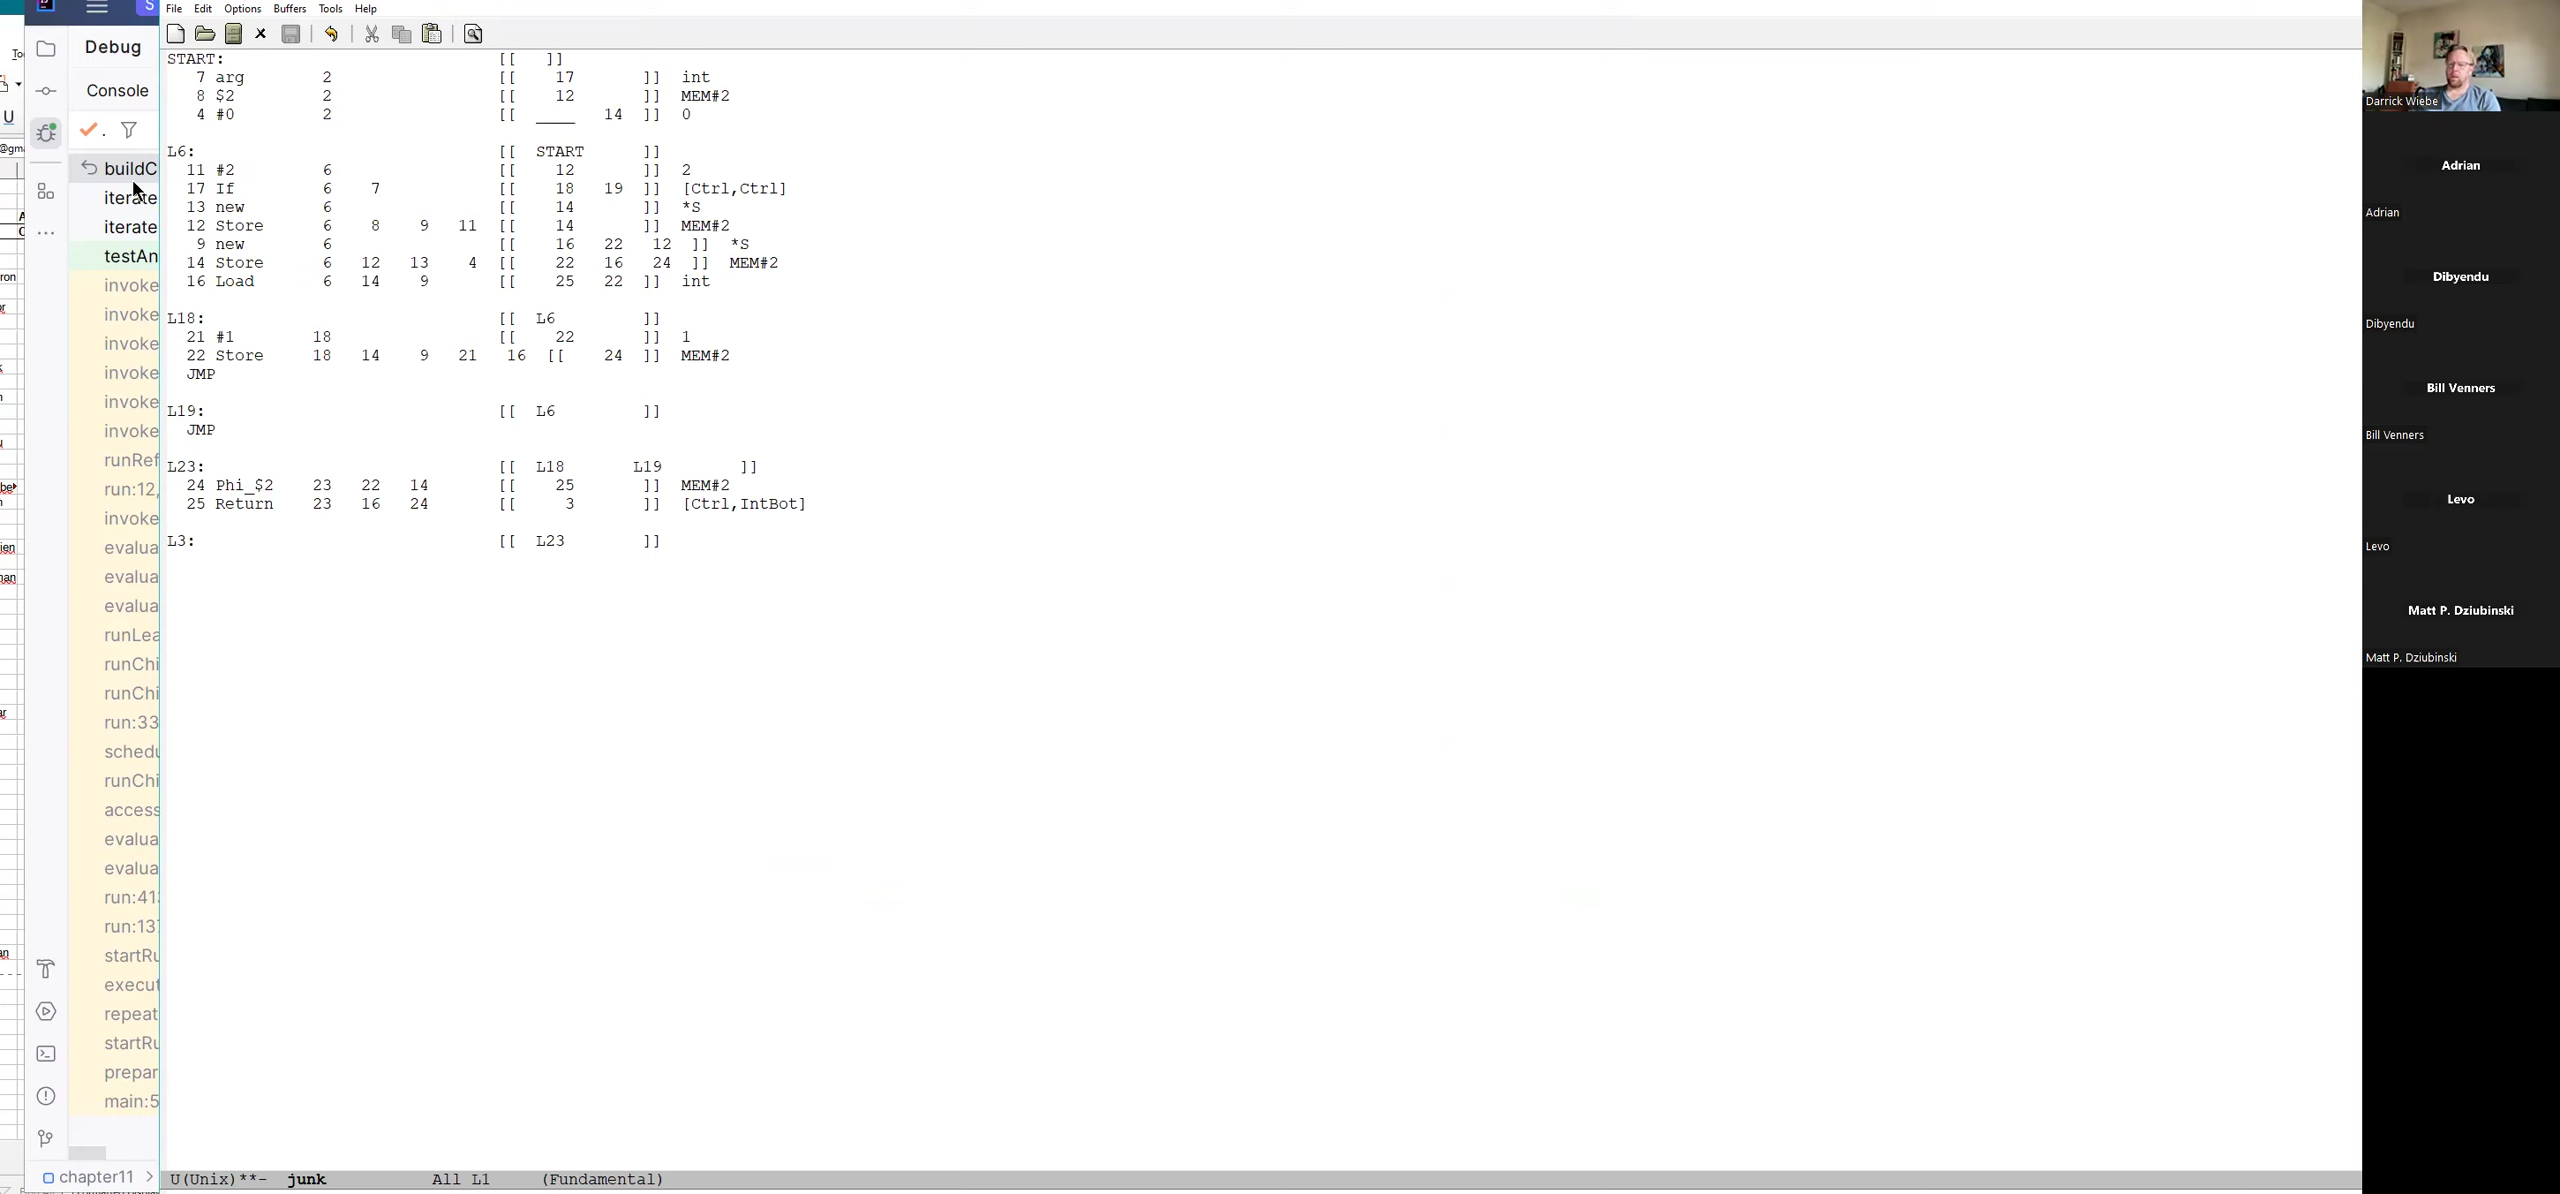 File Edit Options Buffers Tools Help
Debug
Console
buildC
iterate
iterate
testAn
invoke
invoke
invoke
invoke
invoke
invoke
runRef
run:12,
invoke
evalua
evalua
evalua
runLea
runChi
runChi
run:33
schedu
runChi
access
evalua
evalua
run:413
run:137
startRu
execut
repeat
startRu
prepar
main:5
chapter11 >
START: [[ ]]
7 arg 2 [[ 17 ]] int
8 $2 2 [[ 12 ]] MEM#2
4 #0 2 [[ ____ 14 ]] 0
L6: [[ START ]]
11 #2 6 [[ 12 ]] 2
17 If 6 7 [[ 18 19 ]] [Ctrl,Ctrl]
13 new 6 [[ 14 ]] *S
12 Store 6 8 9 11 [[ 14 ]] MEM#2
9 new 6 [[ 16 22 12 ]] *S
14 Store 6 12 13 4 [[ 22 16 24 ]] MEM#2
16 Load 6 14 9 [[ 25 22 ]] int
L18: [[ L6 ]]
21 #1 18 [[ 22 ]] 1
22 Store 18 14 9 21 16 [[ 24 ]] MEM#2
JMP
L19: [[ L6 ]]
JMP
L23: [[ L18 L19 ]]
24 Phi_$2 23 22 14 [[ 25 ]] MEM#2
25 Return 23 16 24 [[ 3 ]] [Ctrl,IntBot]
L3: [[ L23 ]]
U(Unix)**- junk All L1 (Fundamental)
Darrick Wiebe
Adrian
Adrian
Dibyendu
Dibyendu
Bill Venners
Bill Venners
Levo
Levo
Matt P. Dziubinski
Matt P. Dziubinski